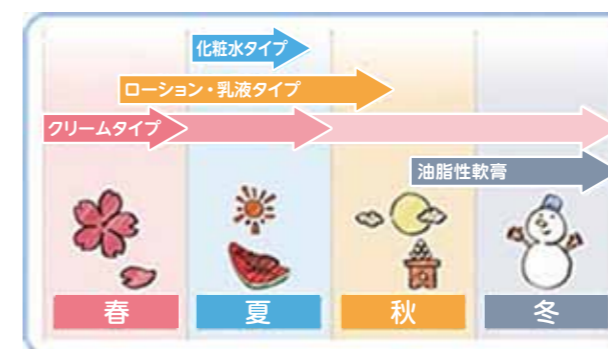 化粧水タイプ
ローション・乳液タイプ
クリームタイプ
油脂性軟膏
春
夏
秋
冬